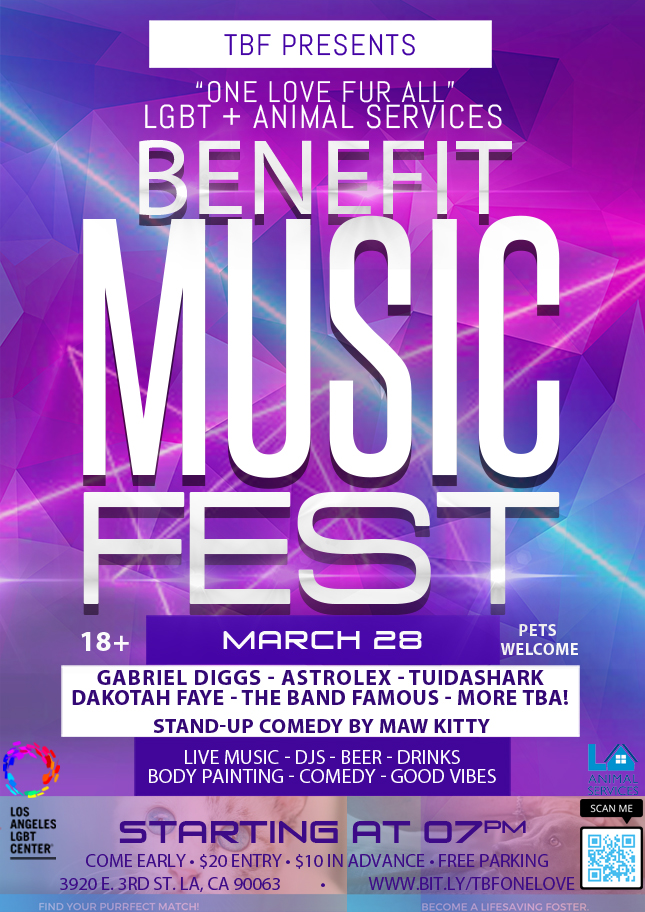 TBF PRESENTS
“ONE LOVE FUR ALL”
LGBT + ANIMAL SERVICES
BENEFIT
MUSIC
FEST
18+
MARCH 28
PETS
WELCOME
GABRIEL DIGGS - ASTROLEX - TUIDASHARK
DAKOTAH FAYE - THE BAND FAMOUS - MORE TBA!
STAND-UP COMEDY BY MAW KITTY
LIVE MUSIC - DJS - BEER - DRINKS
BODY PAINTING - COMEDY - GOOD VIBES
LA
ANIMAL
SERVICES
SCAN ME
LOS
ANGELES
LGBT
CENTER
STARTING AT 07PM
COME EARLY • $20 ENTRY • $10 IN ADVANCE • FREE PARKING
3920 E. 3RD ST. LA, CA 90063 • WWW.BIT.LY/TBFONELOVE
FIND YOUR PURRFECT MATCH!
BECOME A LIFESAVING FOSTER.